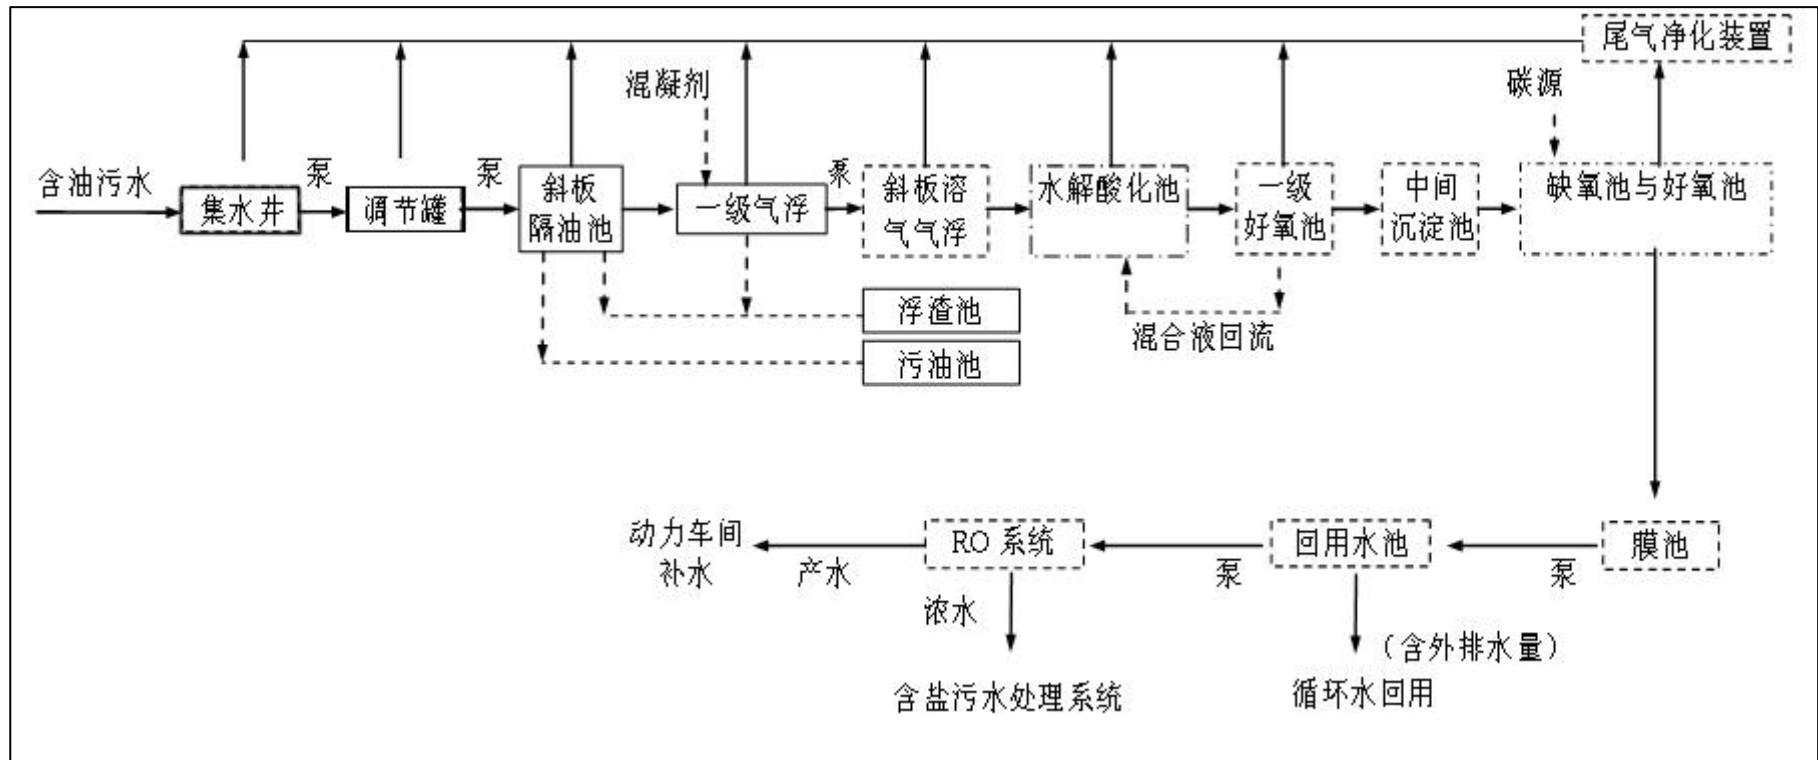 尾气净化装置
混凝剂
碳源
含油污水
集水井
泵
调节罐
泵
斜板
隔油池
一级气浮
泵
斜板溶
气气浮
水解酸化池
一级
好氧池
中间
沉淀池
缺氧池与好氧池
浮渣池
污油池
混合液回流
动力车间
补水
产水
RO 系统
浓水
泵
回用水池
泵
膜池
（含外排水量）
含盐污水处理系统
循环水回用